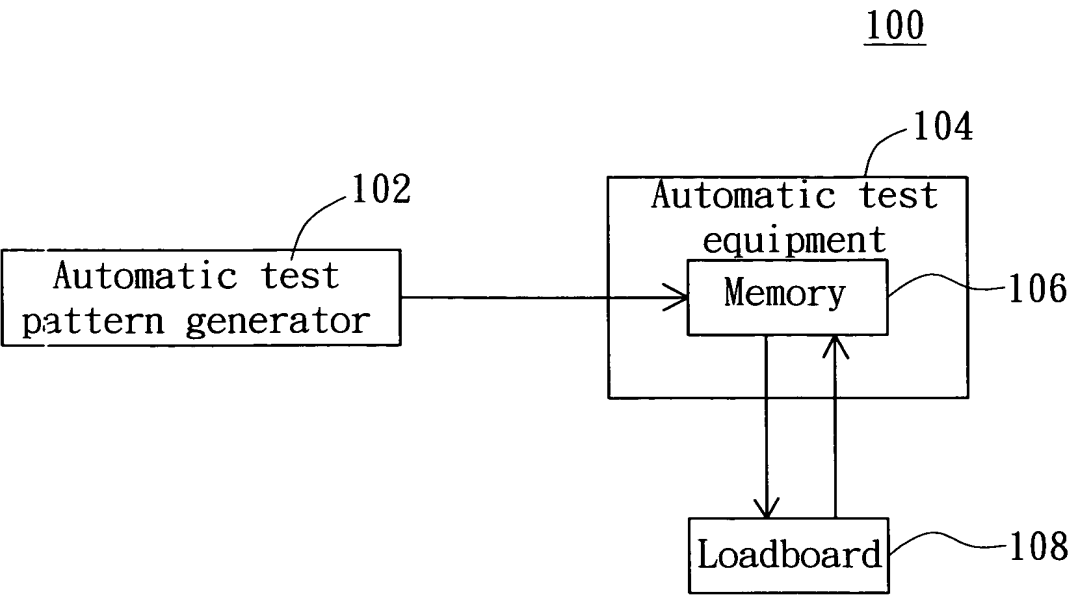 100
104
102
Automatic test
equipment
Automatic test
pattern generator
Memory
106
Loadboard
108